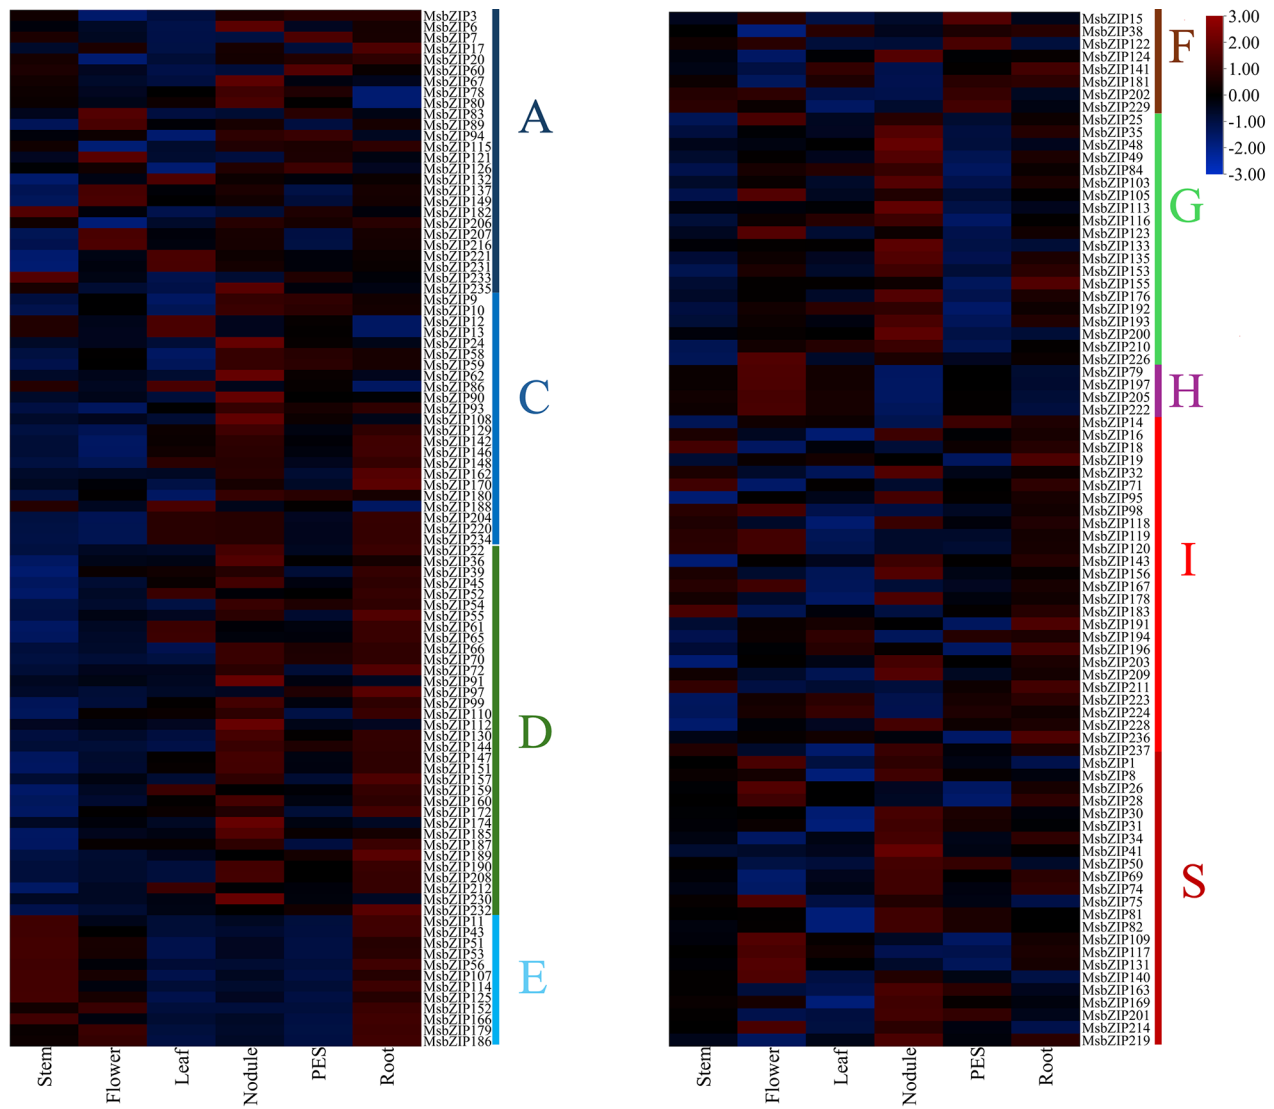 MsbZIP3
MsbZIP6
MsbZIP7
MsbZIP17
MsbZIP20
MsbZIP60
MsbZIP67
MsbZIP78
MsbZIP80
MsbZIP83
MsbZIP89
MsbZIP94
MsbZIP115
MsbZIP121
MsbZIP126
MsbZIP132
MsbZIP137
MsbZIP149
MsbZIP182
MsbZIP206
MsbZIP207
MsbZIP216
MsbZIP221
MsbZIP231
MsbZIP233
MsbZIP235
A
MsbZIP9
MsbZIP10
MsbZIP12
MsbZIP13
MsbZIP24
MsbZIP58
MsbZIP59
MsbZIP62
MsbZIP86
MsbZIP90
MsbZIP93
MsbZIP108
MsbZIP129
MsbZIP142
MsbZIP146
MsbZIP148
MsbZIP162
MsbZIP170
MsbZIP180
MsbZIP188
MsbZIP204
MsbZIP220
MsbZIP234
C
MsbZIP22
MsbZIP36
MsbZIP39
MsbZIP45
MsbZIP52
MsbZIP54
MsbZIP55
MsbZIP61
MsbZIP65
MsbZIP66
MsbZIP70
MsbZIP72
MsbZIP91
MsbZIP97
MsbZIP99
MsbZIP110
MsbZIP112
MsbZIP130
MsbZIP144
MsbZIP147
MsbZIP151
MsbZIP157
MsbZIP159
MsbZIP160
MsbZIP172
MsbZIP174
MsbZIP185
MsbZIP187
MsbZIP189
MsbZIP190
MsbZIP208
MsbZIP212
MsbZIP230
MsbZIP232
D
MsbZIP11
MsbZIP43
MsbZIP51
MsbZIP53
MsbZIP56
MsbZIP107
MsbZIP114
MsbZIP125
MsbZIP152
MsbZIP166
MsbZIP179
MsbZIP186
E
Stem
Flower
Leaf
Nodule
PES
Root
MsbZIP15
MsbZIP38
MsbZIP122
MsbZIP124
MsbZIP141
MsbZIP181
MsbZIP202
MsbZIP229
F
MsbZIP25
MsbZIP35
MsbZIP48
MsbZIP49
MsbZIP84
MsbZIP103
MsbZIP105
MsbZIP113
MsbZIP116
MsbZIP123
MsbZIP133
MsbZIP135
MsbZIP153
MsbZIP155
MsbZIP176
MsbZIP192
MsbZIP193
MsbZIP200
MsbZIP210
MsbZIP226
G
MsbZIP79
MsbZIP197
MsbZIP205
MsbZIP222
H
MsbZIP14
MsbZIP16
MsbZIP18
MsbZIP19
MsbZIP32
MsbZIP71
MsbZIP95
MsbZIP98
MsbZIP118
MsbZIP119
MsbZIP120
MsbZIP143
MsbZIP156
MsbZIP167
MsbZIP178
MsbZIP183
MsbZIP191
MsbZIP194
MsbZIP196
MsbZIP203
MsbZIP209
MsbZIP211
MsbZIP223
MsbZIP224
MsbZIP228
MsbZIP236
MsbZIP237
I
MsbZIP1
MsbZIP8
MsbZIP26
MsbZIP28
MsbZIP30
MsbZIP31
MsbZIP34
MsbZIP41
MsbZIP50
MsbZIP69
MsbZIP74
MsbZIP75
MsbZIP81
MsbZIP82
MsbZIP109
MsbZIP117
MsbZIP131
MsbZIP140
MsbZIP163
MsbZIP169
MsbZIP201
MsbZIP214
MsbZIP219
S
Stem
Flower
Leaf
Nodule
PES
Root
3.00
2.00
1.00
0.00
-1.00
-2.00
-3.00